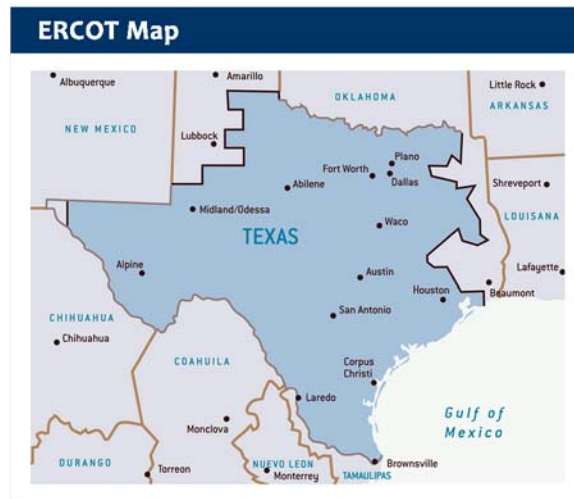 ERCOT Map
Albuquerque
Amarillo
OKLAHOMA
Little Rock
ARKANSAS
NEW MEXICO
Lubbock
Plano
Fort Worth
Dallas
Abilene
Shreveport
Midland/Odessa
LOUISIANA
TEXAS
Waco
Alpine
Austin
Lafayette
Houston
Beaumont
CHIHUAHUA
San Antonio
Chihuahua
COAHUILA
Corpus
Christi
Laredo
Gulf of
Mexico
Monclova
DURANGO
Torreon
NUEVO LEON
Monterrey
TAMAULIPAS
Brownsville